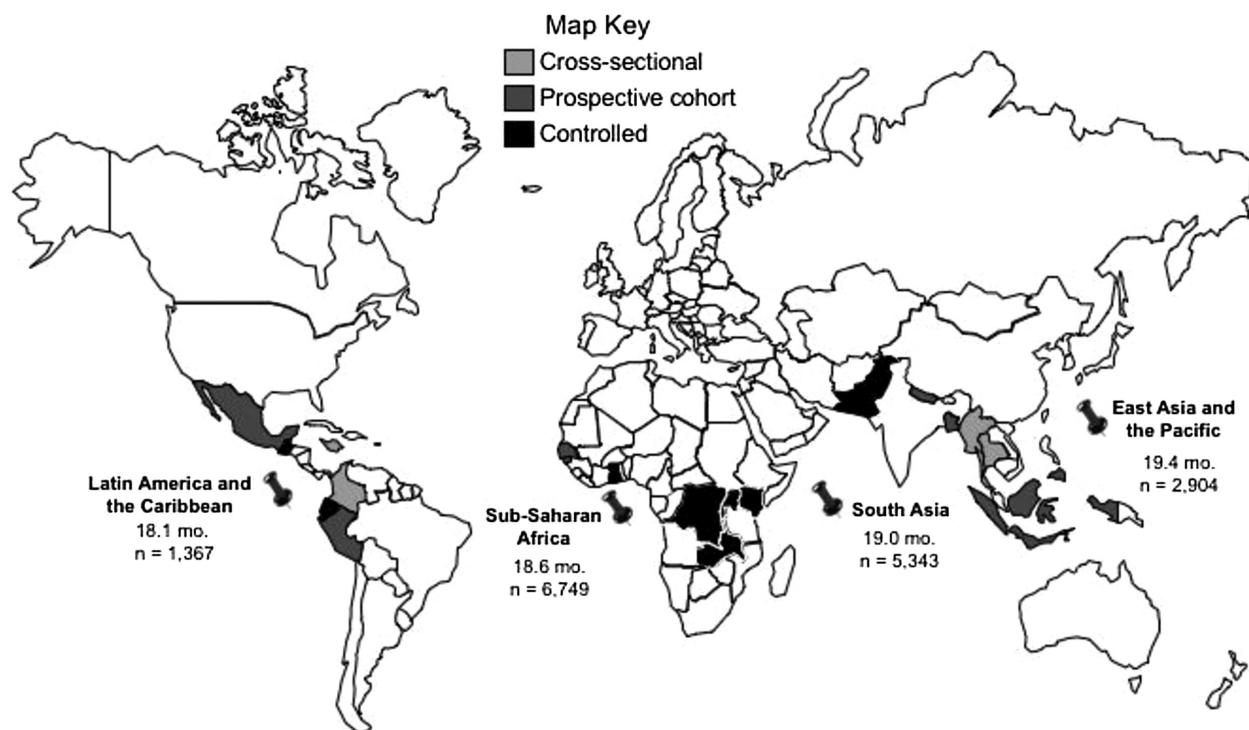 Map Key
Cross-sectional
Prospective cohort
Controlled
Latin America and
the Caribbean
18.1 mo.
n = 1,367
Sub-Saharan
Africa
18.6 mo.
n = 6,749
South Asia
19.0 mo.
n = 5,343
East Asia and
the Pacific
19.4 mo.
n = 2,904